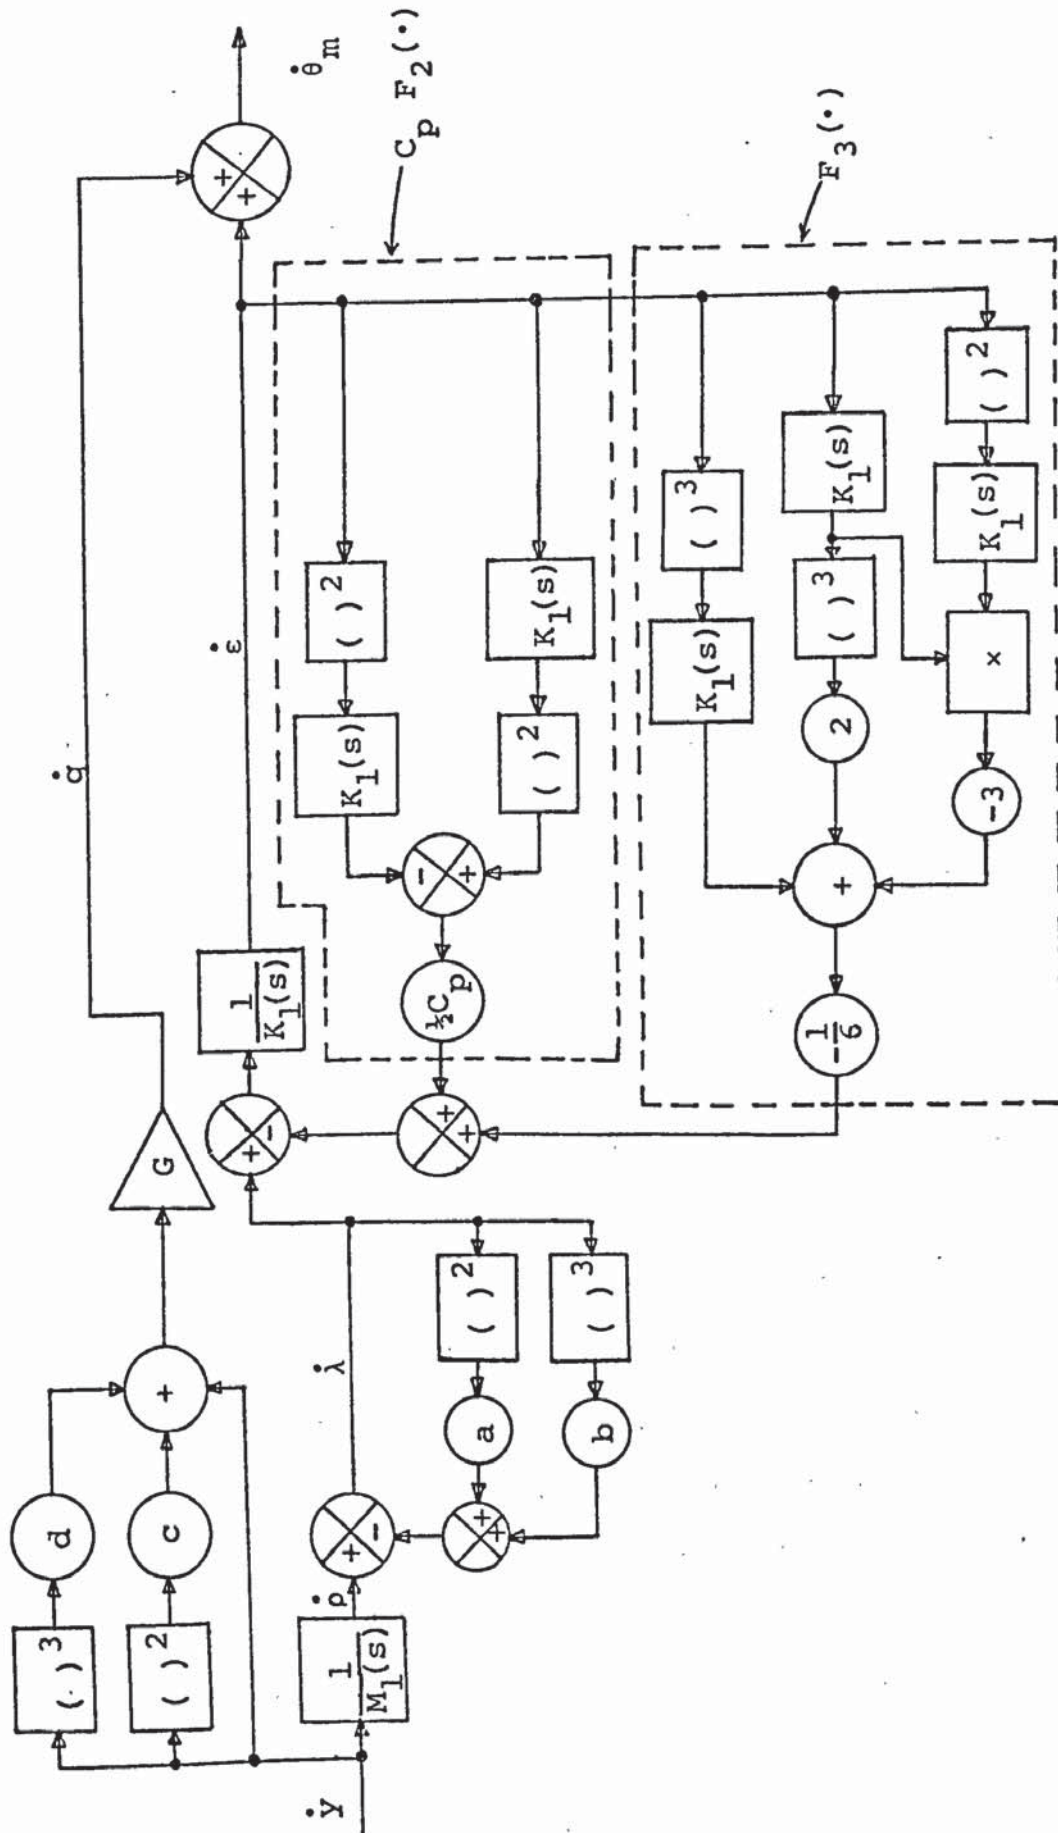 ẏ
(·)³
( )²
d
c
+
G
q̇
1
M₁(s)
ρ̇
+
-
λ̇
+
+
a
b
( )²
( )³
+
-
1
K₁(s)
ε̇
+
+
θ̇ₘ
+
+
½Cₚ
-
+
K₁(s)
( )²
( )²
K₁(s)
Cₚ F₂(·)
-1/6
+
K₁(s)
( )³
2
( )³
K₁(s)
-3
×
K₁(s)
( )²
F₃(·)